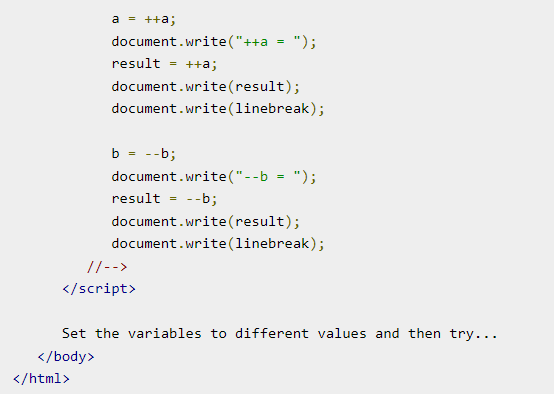 a = ++a;
document.write("++a = ");
result = ++a;
document.write(result);
document.write(linebreak);
b = --b;
document.write("--b = ");
result = --b;
document.write(result);
document.write(linebreak);
//-->
</script>
Set the variables to different values and then try...
</body>
</html>